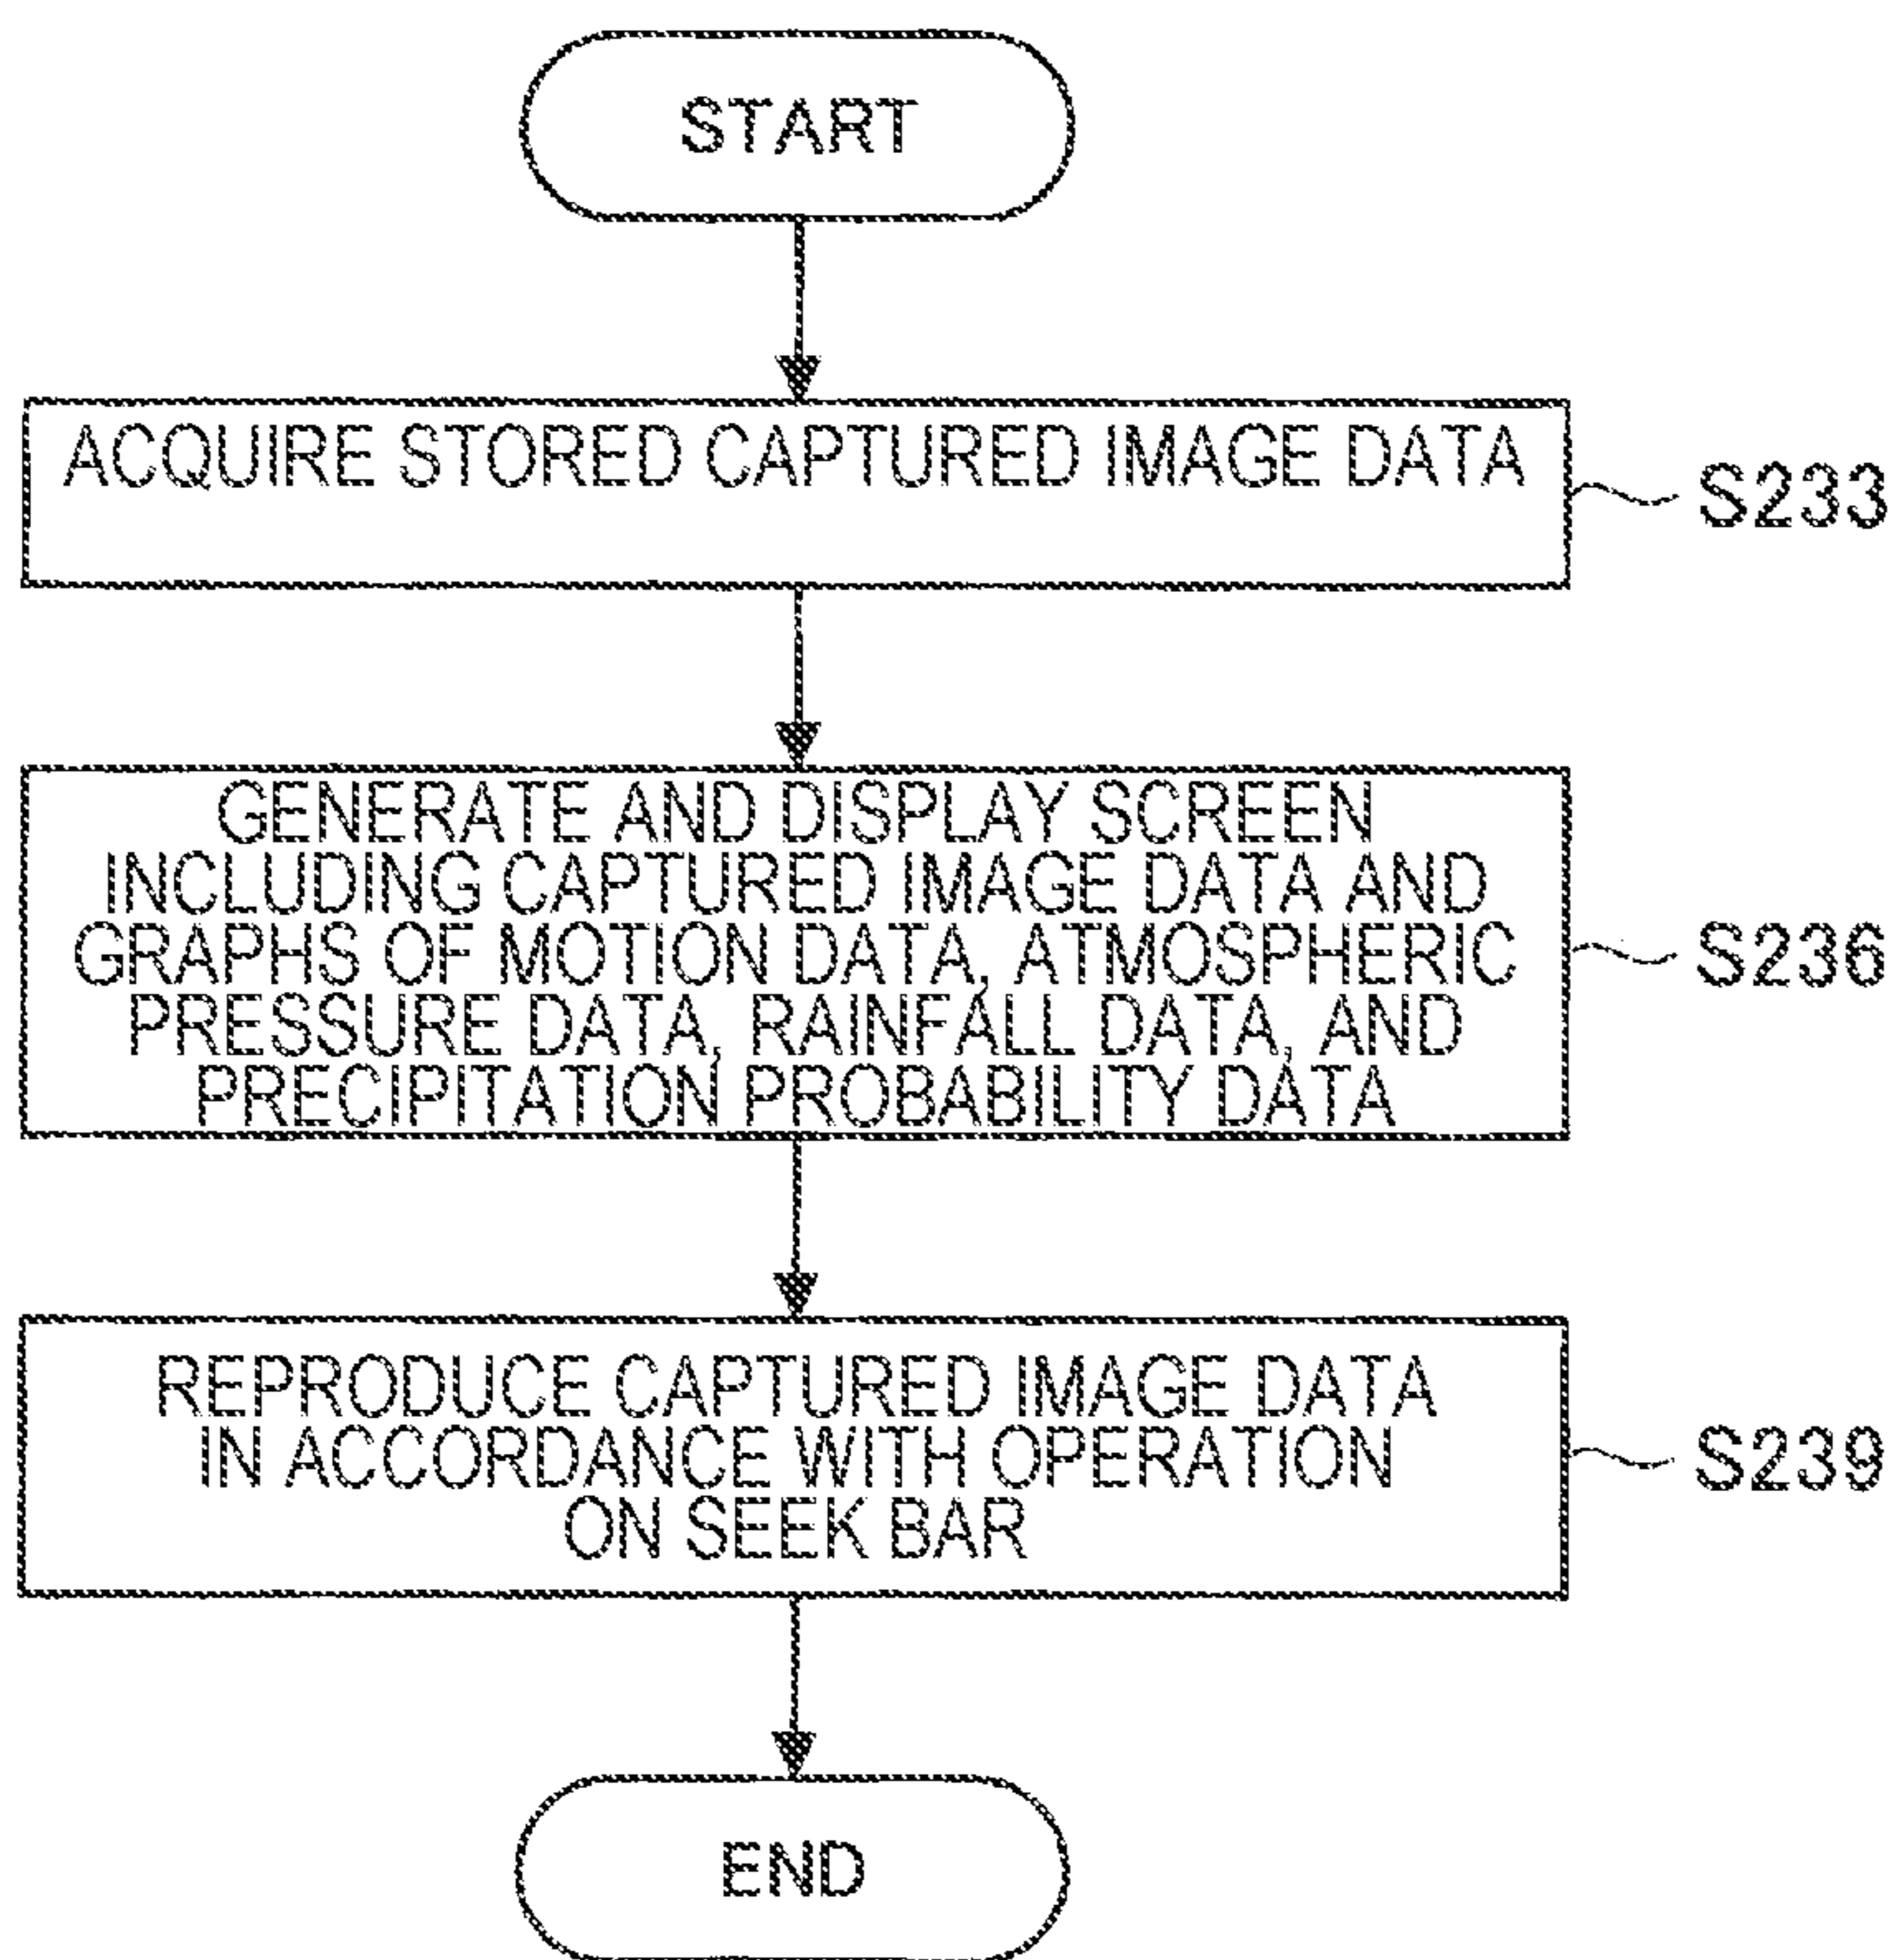 START
ACQUIRE STORED CAPTURED IMAGE DATA
S233
GENERATE AND DISPLAY SCREEN
INCLUDING CAPTURED IMAGE DATA AND
GRAPHS OF MOTION DATA, ATMOSPHERIC
PRESSURE DATA, RAINFALL DATA, AND
PRECIPITATION PROBABILITY DATA
S236
REPRODUCE CAPTURED IMAGE DATA
IN ACCORDANCE WITH OPERATION
ON SEEK BAR
S239
END